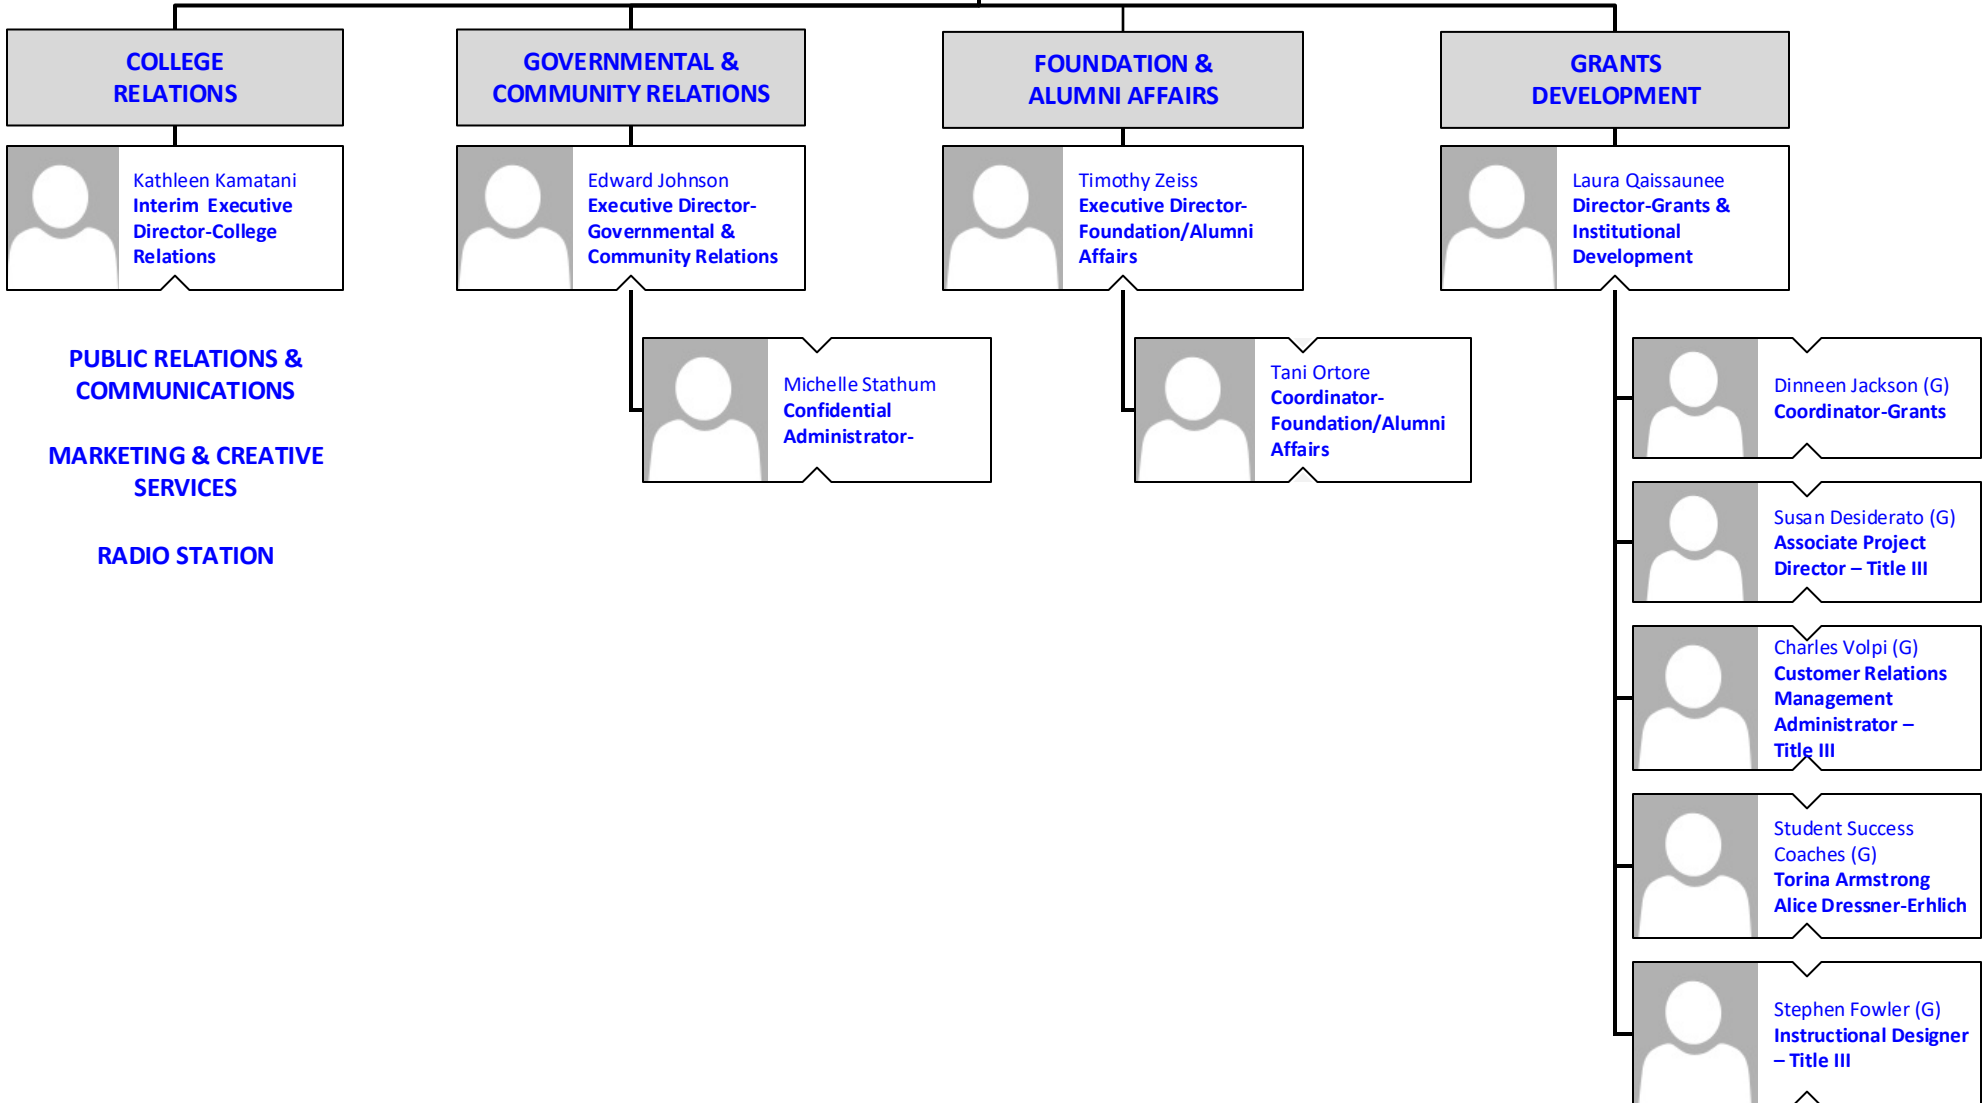 COLLEGE
RELATIONS
GOVERNMENTAL &
COMMUNITY RELATIONS
FOUNDATION &
ALUMNI AFFAIRS
GRANTS
DEVELOPMENT
Kathleen Kamatani
Interim Executive
Director-College
Relations
Edward Johnson
Executive Director-
Governmental &
Community Relations
Timothy Zeiss
Executive Director-
Foundation/Alumni
Affairs
Laura Qaissaunee
Director-Grants &
Institutional
Development
PUBLIC RELATIONS &
COMMUNICATIONS
MARKETING & CREATIVE
SERVICES
RADIO STATION
Michelle Stathum
Confidential
Administrator-
Tani Ortore
Coordinator-
Foundation/Alumni
Affairs
Dinneen Jackson (G)
Coordinator-Grants
Susan Desiderato (G)
Associate Project
Director – Title III
Charles Volpi (G)
Customer Relations
Management
Administrator –
Title III
Student Success
Coaches (G)
Torina Armstrong
Alice Dressner-Erhlich
Stephen Fowler (G)
Instructional Designer
– Title III